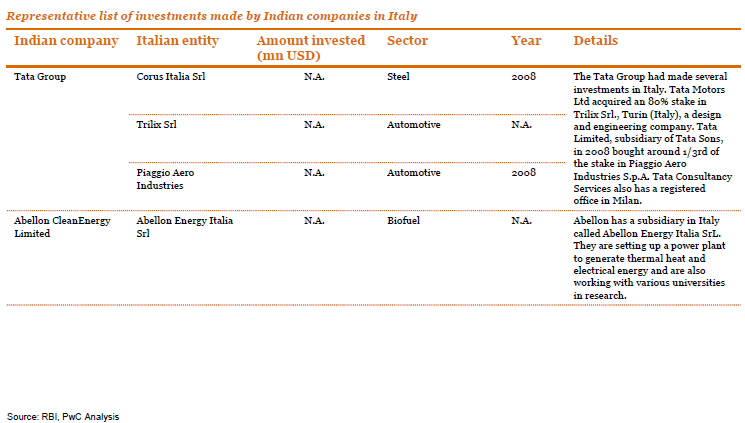 Representative list of investments made by Indian companies in Italy
Indian company Italian entity Amount invested Sector Year Details
(mn USD)
Tata Group Corus Italia Srl N.A. Steel 2008 The Tata Group had made several
investments in Italy. Tata Motors
Ltd acquired an 80% stake in
Trilix Srl., Turin (Italy), a design
Trilix Srl N.A. Automotive N.A. and engineering company. Tata
Limited, subsidiary of Tata Sons,
in 2008 bought around 1/3rd of
the stake in Piaggio Aero
Piaggio Aero N.A. Automotive 2008 Industries S.p.A. Tata Consultancy
Industries Services also has a registered
office in Milan.
Abellon CleanEnergy Abellon Energy Italia N.A. Biofuel N.A. Abellon has a subsidiary in Italy
Limited Srl called Abellon Energy Italia SrL.
They are setting up a power plant
to generate thermal heat and
electrical energy and are also
working with various universities
in research.
Source: RBI, PwC Analysis